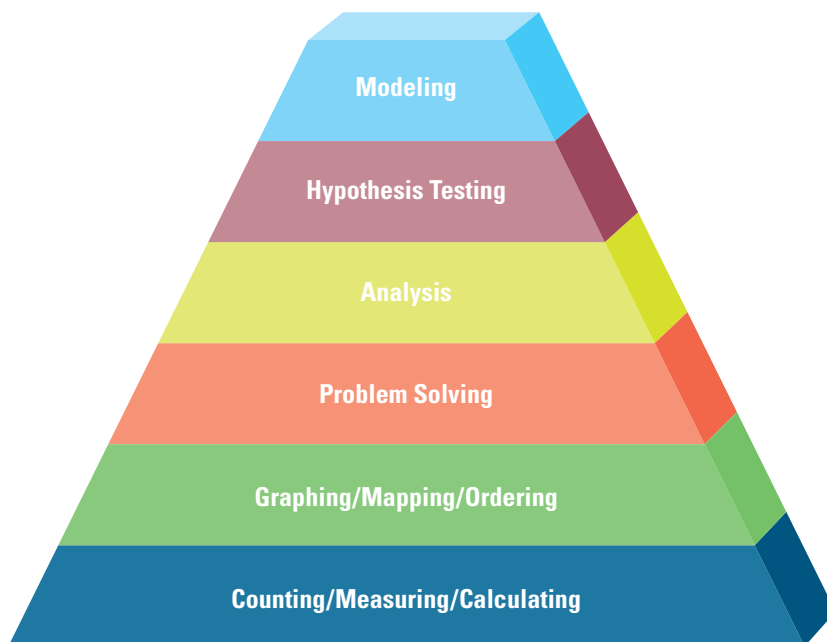 Modeling
Hypothesis Testing
Analysis
Problem Solving
Graphing/Mapping/Ordering
Counting/Measuring/Calculating